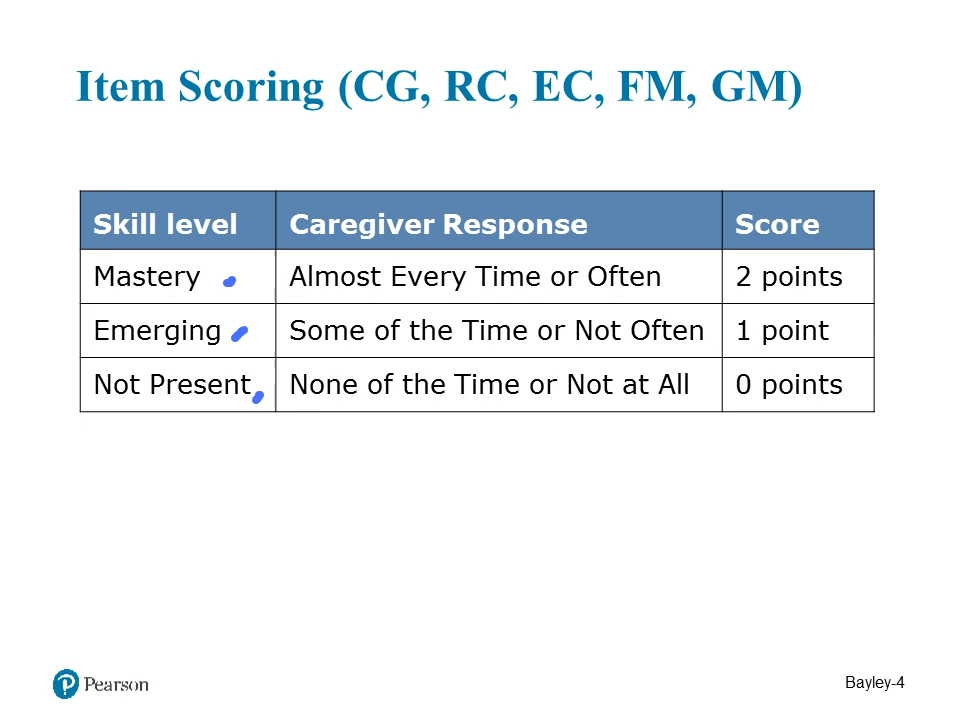 Item Scoring (CG, RC, EC, FM, GM)
Skill level Caregiver Response Score
Mastery Almost Every Time or Often 2 points
Emerging Some of the Time or Not Often 1 point
Not Present None of the Time or Not at All 0 points
P Pearson Bayley-4